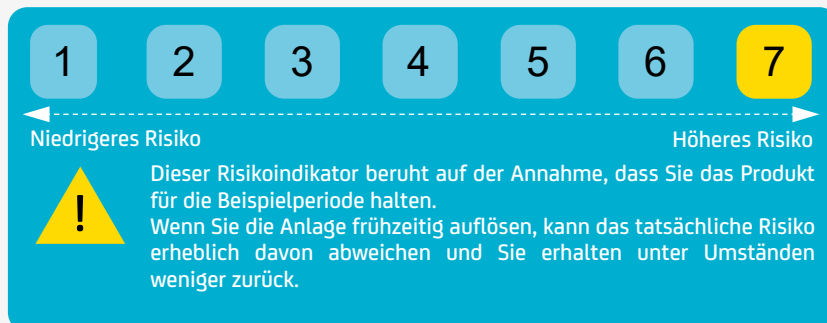 1 2 3 4 5 6 7
Niedrigeres Risiko Höheres Risiko
!
Dieser Risikoindikator beruht auf der Annahme, dass Sie das Produkt
für die Beispielperiode halten.
Wenn Sie die Anlage frühzeitig auflösen, kann das tatsächliche Risiko
erheblich davon abweichen und Sie erhalten unter Umständen
weniger zurück.